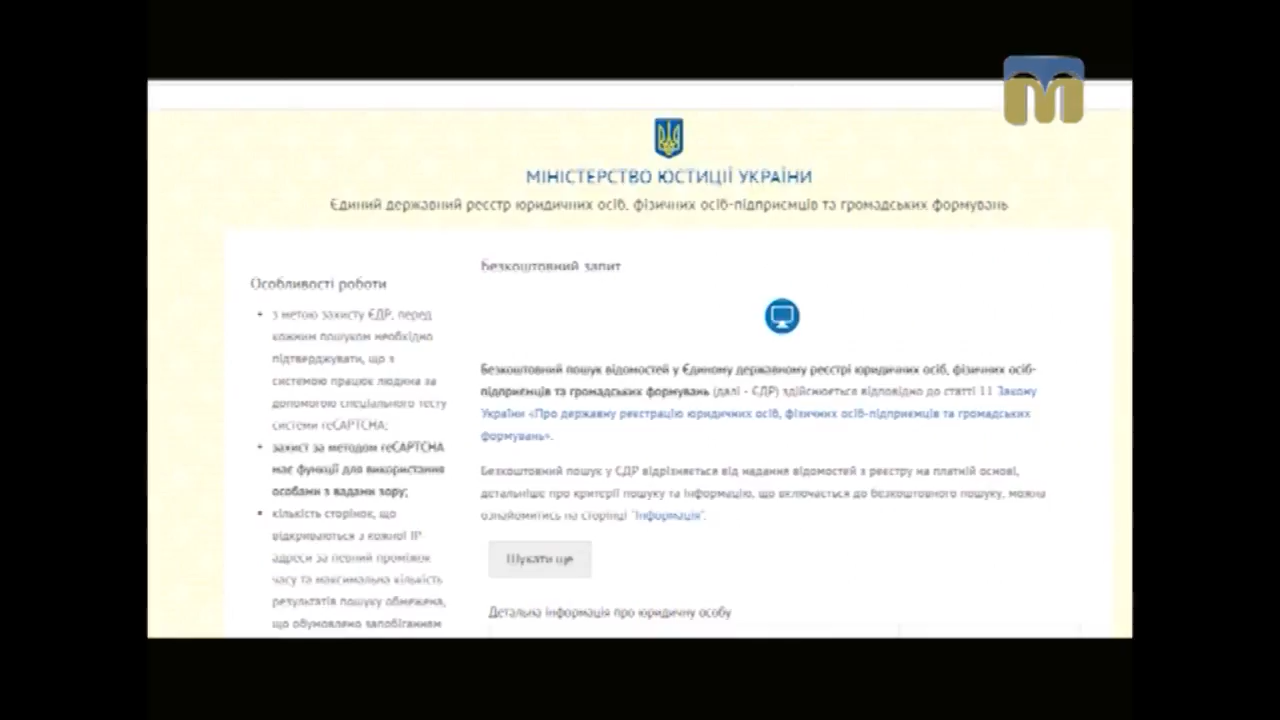 МІНІСТЕРСТВО ЮСТИЦІЇ УКРАЇНИ
Єдиний державний реєстр юридичних осіб, фізичних осіб-підприємців та громадських формувань
Особливості роботи
з метою захисту ЄДР, перед
кожним пошуком необхідно
підтверджувати, що з
системою працює людина за
допомогою спеціального тесту
системи reCAPTCHA;
захист за методом reCAPTCHA
має функції для використання
особами з вадами зору;
кількість сторінок, що
відкриваються з кожної IP
адреси за певний проміжок
часу та максимальна кількість
результатів пошуку обмежена,
що обумовлено запобіганням
Безкоштовний запит
Безкоштовний пошук відомостей у Єдиному державному реєстрі юридичних осіб, фізичних осіб-
підприємців та громадських формувань (далі - ЄДР) здійснюється відповідно до статті 11 Закону
України «Про державну реєстрацію юридичних осіб, фізичних осіб-підприємців та громадських
формувань».
Безкоштовний пошук у ЄДР відрізняється від надання відомостей з реєстру на платній основі,
детальніше про критерії пошуку та інформацію, що включається до безкоштовного пошуку, можна
ознайомитись на сторінці "Інформація".
Шукати ще
Детальна інформація про юридичну особу